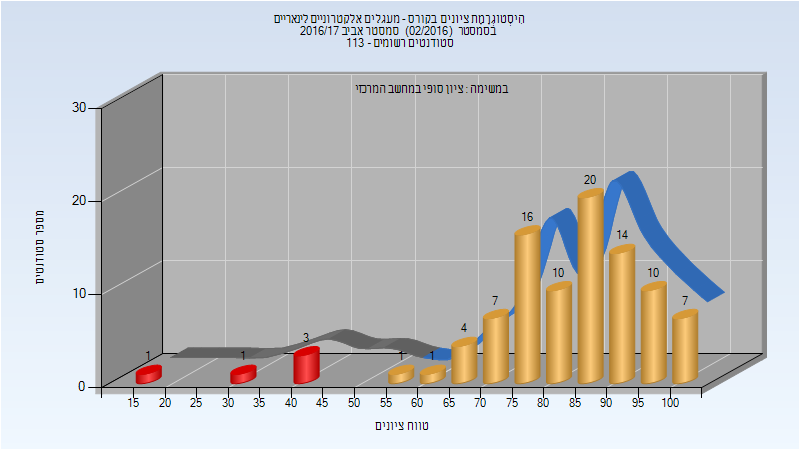 היסטוגרמת ציונים בקורס - מעגלים אלקטרוניים לינאריים
בסמסטר (02/2016) סמסטר אביב 2016/17
סטודנטים רשומים - 113
במשימה : ציון סופי במחשב המרכזי
מספר סטודנטים
30
20
10
0
1
1
3
1
1
4
7
16
10
20
14
10
7
15 20 25 30 35 40 45 50 55 60 65 70 75 80 85 90 95 100
טווח ציונים